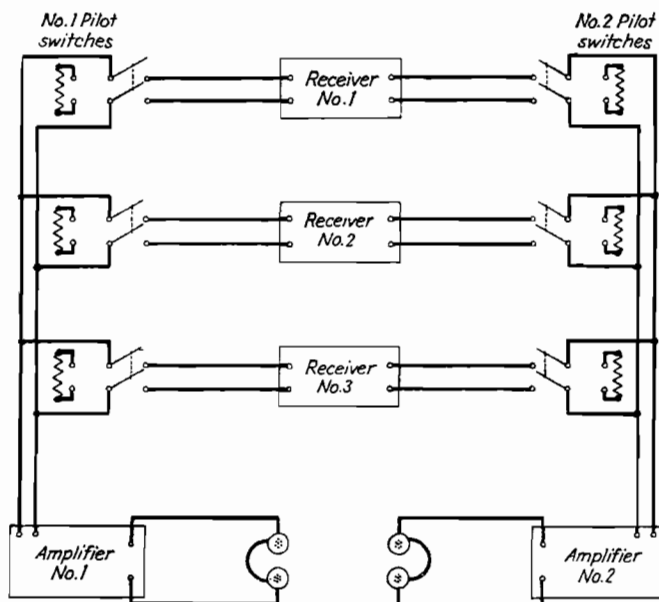 No.1 Pilot
switches
No.2 Pilot
switches
Receiver
No.1
Receiver
No.2
Receiver
No.3
Amplifier
No.1
Amplifier
No.2